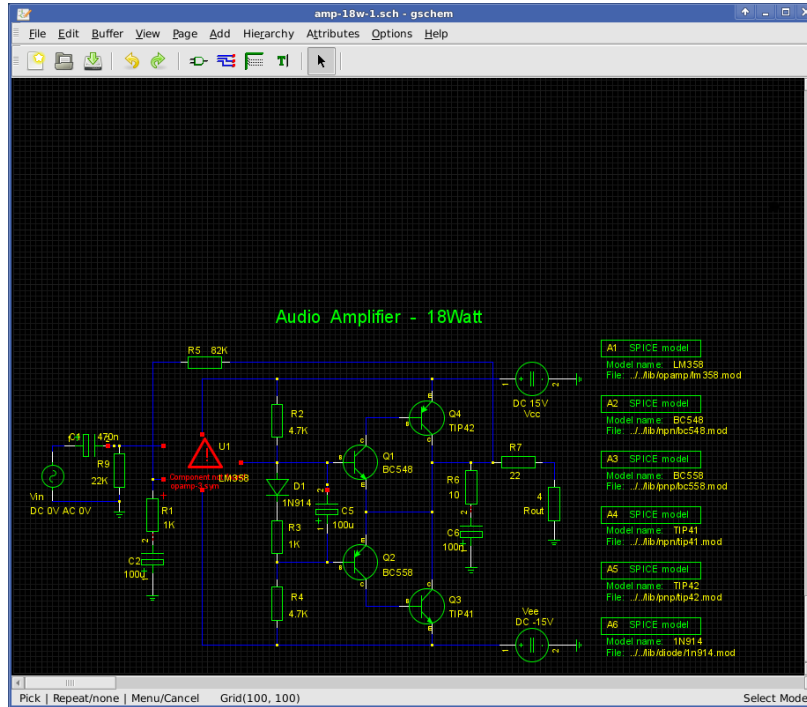 amp-18w-1.sch - gschem
File Edit Buffer View Page Add Hierarchy Attributes Options Help
Audio Amplifier - 18Watt
R5 82K
A1 SPICE model
Model name: LM358
File: ../../lib/opamp/lm358.mod
DC 15V
Vcc
A2 SPICE model
Model name: BC548
File: ../../lib/npn/bc548.mod
R2
4.7K
Q4
TIP42
C1 470n
U1
LM358
R9
22K
Q1
BC548
R7
22
A3 SPICE model
Model name: BC558
File: ../../lib/pnp/bc558.mod
Vin
DC 0V AC 0V
D1
1N914
R6
10
4
Rout
R1
1K
C5
100u
R3
1K
C6
100n
A4 SPICE model
Model name: TIP41
File: ../../lib/npn/tip41.mod
C2
100u
Q2
BC558
A5 SPICE model
Model name: TIP42
File: ../../lib/pnp/tip42.mod
R4
4.7K
Q3
TIP41
Vee
DC -15V
A6 SPICE model
Model name: 1N914
File: ../../lib/diode/1n914.mod
Pick | Repeat/none | Menu/Cancel Grid(100, 100) Select Mode